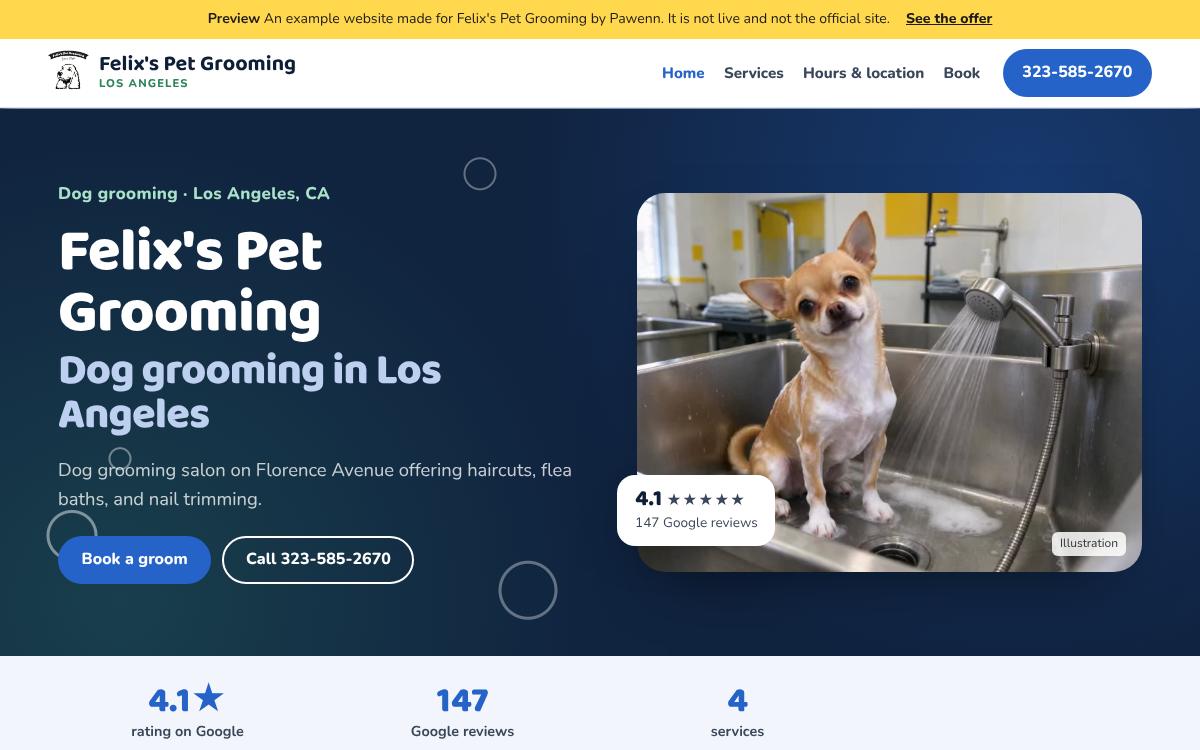 Preview An example website made for Felix's Pet Grooming by Pawenn. It is not live and not the official site. See the offer
Felix's Pet Grooming
LOS ANGELES
Home Services Hours & location Book 323-585-2670
Dog grooming · Los Angeles, CA
Felix's Pet
Grooming
Dog grooming in Los
Angeles
Dog grooming salon on Florence Avenue offering haircuts, flea
baths, and nail trimming.
Book a groom Call 323-585-2670
4.1 ★★★★★
147 Google reviews
Illustration
4.1★ 147 4
rating on Google Google reviews services